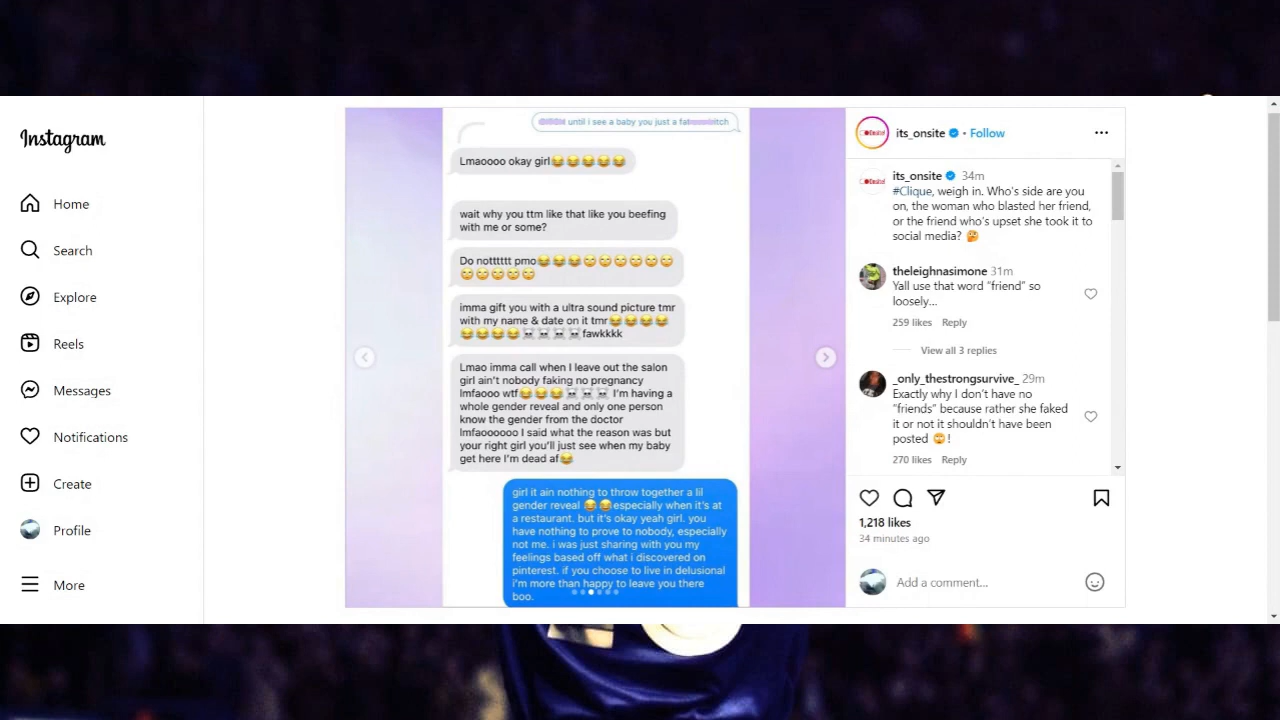 Instagram
Home
Search
Explore
Reels
Messages
Notifications
Create
Profile
More
until i see a baby you just a fa
Lmaoooo okay girl😂😂😂😂😂
wait why you ttm like that like you beefing
with me or some?
Do notttttt pmo😂😂😂🙄🙄🙄🙄🙄🙄🙄
🙄🙄🙄🙄🙄
imma gift you with a ultra sound picture tmr
with my name & date on it tmr😂😂😂😂
😂😂😂😂☠️☠️☠️☠️fawkkkk
Lmao imma call when I leave out the salon
girl ain't nobody faking no pregnancy
lmfaooo wtf😂😂😂☠️☠️☠️ I'm having a
whole gender reveal and only one person
know the gender from the doctor
lmfaoooooo I said what the reason was but
your right girl you'll just see when my baby
get here I'm dead af😂
girl it ain nothing to throw together a lil
gender reveal 😂😂especially when it's at
a restaurant. but it's okay yeah girl. you
have nothing to prove to nobody, especially
not me. i was just sharing with you my
feelings based off what i discovered on
pinterest. if you choose to live in delusional
i'm more than happy to leave you there
boo.
its_onsite • Follow
its_onsite 34m
#Clique, weigh in. Who's side are you
on, the woman who blasted her friend,
or the friend who's upset she took it to
social media? 🤔
theleighnasimone 31m
Yall use that word "friend" so
loosely...
259 likes Reply
View all 3 replies
_only_thestrongsurvive_ 29m
Exactly why I don't have no
"friends" because rather she faked
it or not it shouldn't have been
posted 🙄!
270 likes Reply
1,218 likes
34 minutes ago
Add a comment...